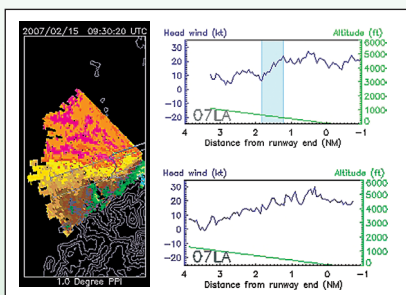 2007/02/15 09:30:20 UTC
1.0 Degree PPI
Head wind (kt) Altitude (ft)
30 6000
20 5000
10 4000
0 3000
-10 2000
-20 1000
0
07LA
4 3 2 1 0 -1
Distance from runway end (NM)
Head wind (kt) Altitude (ft)
30 6000
20 5000
10 4000
0 3000
-10 2000
-20 1000
0
07LA
4 3 2 1 0 -1
Distance from runway end (NM)